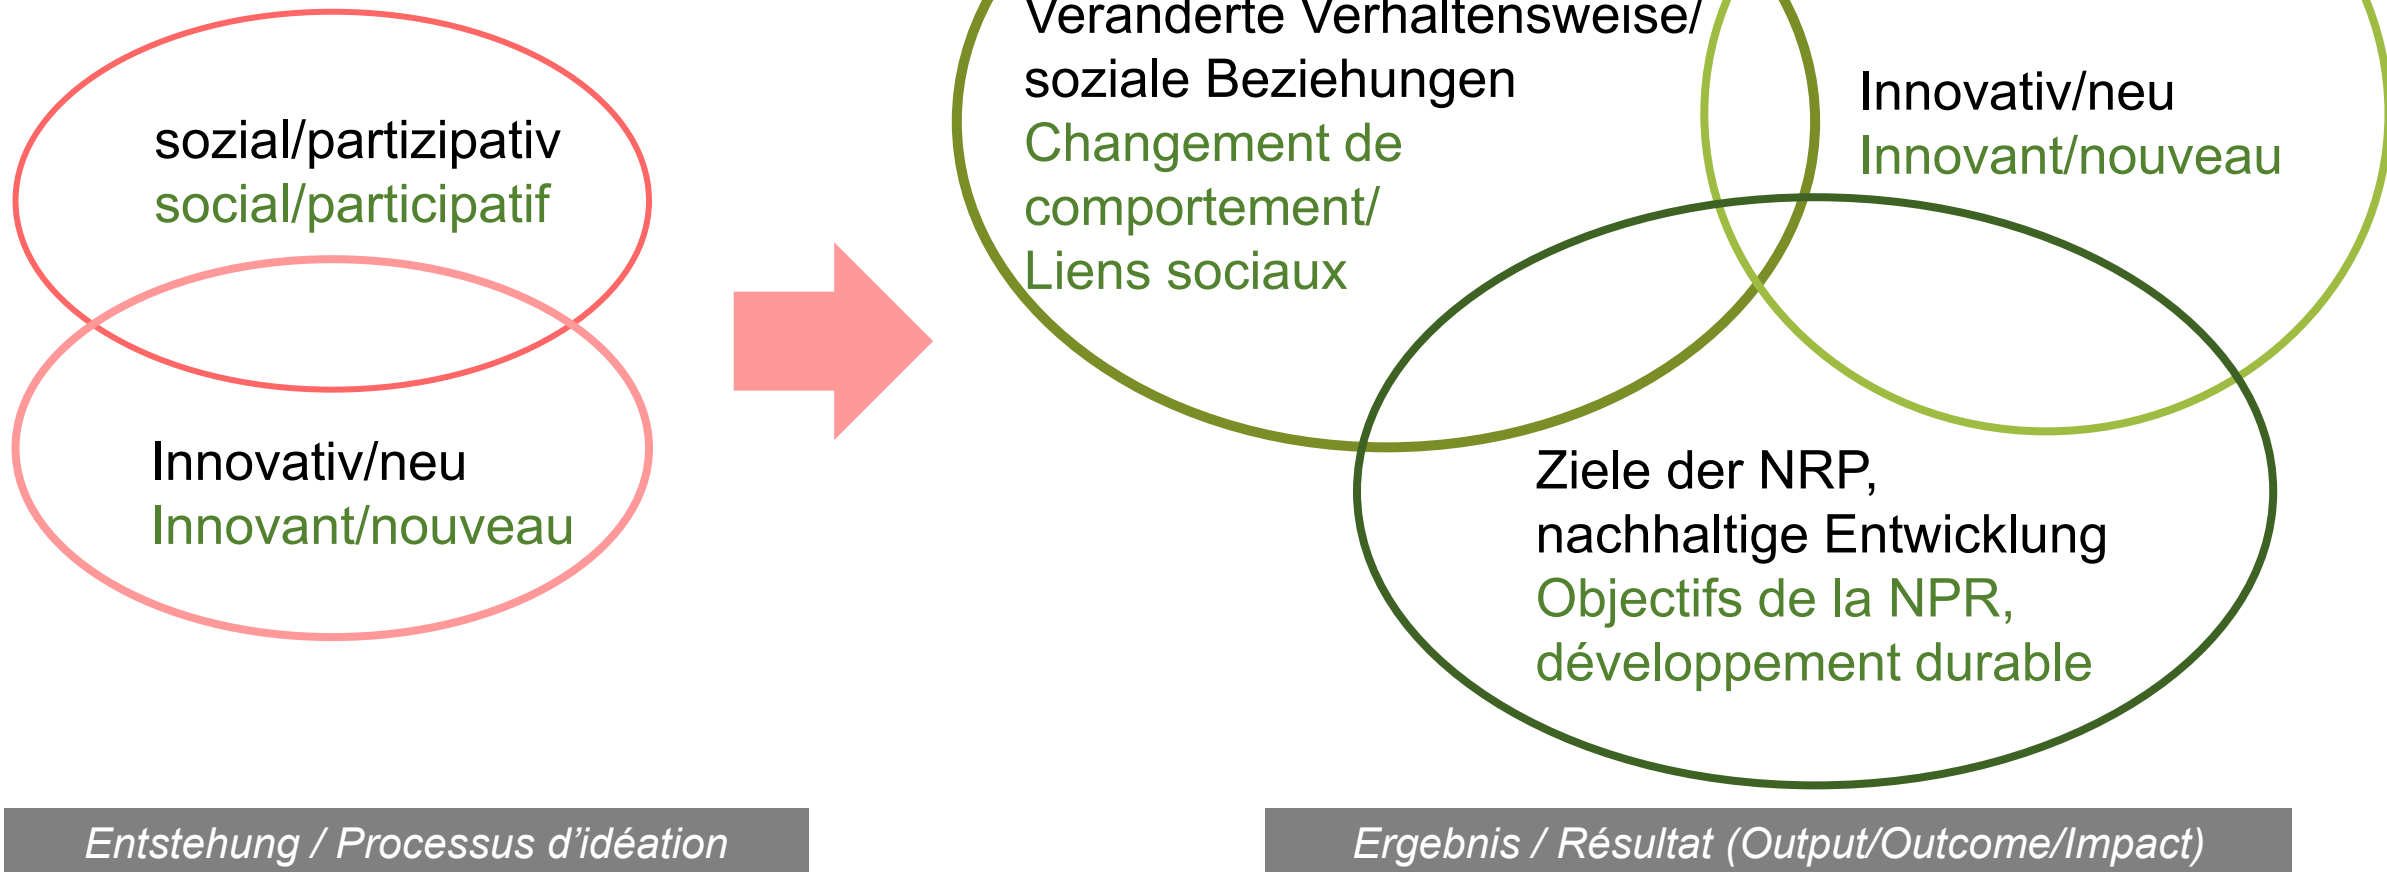 sozial/partizipativ
social/participatif
Innovativ/neu
Innovant/nouveau
Veränderte Verhaltensweise/
soziale Beziehungen
Changement de
comportement/
Liens sociaux
Innovativ/neu
Innovant/nouveau
Ziele der NRP,
nachhaltige Entwicklung
Objectifs de la NPR,
développement durable
Entstehung / Processus d’idéation
Ergebnis / Résultat (Output/Outcome/Impact)